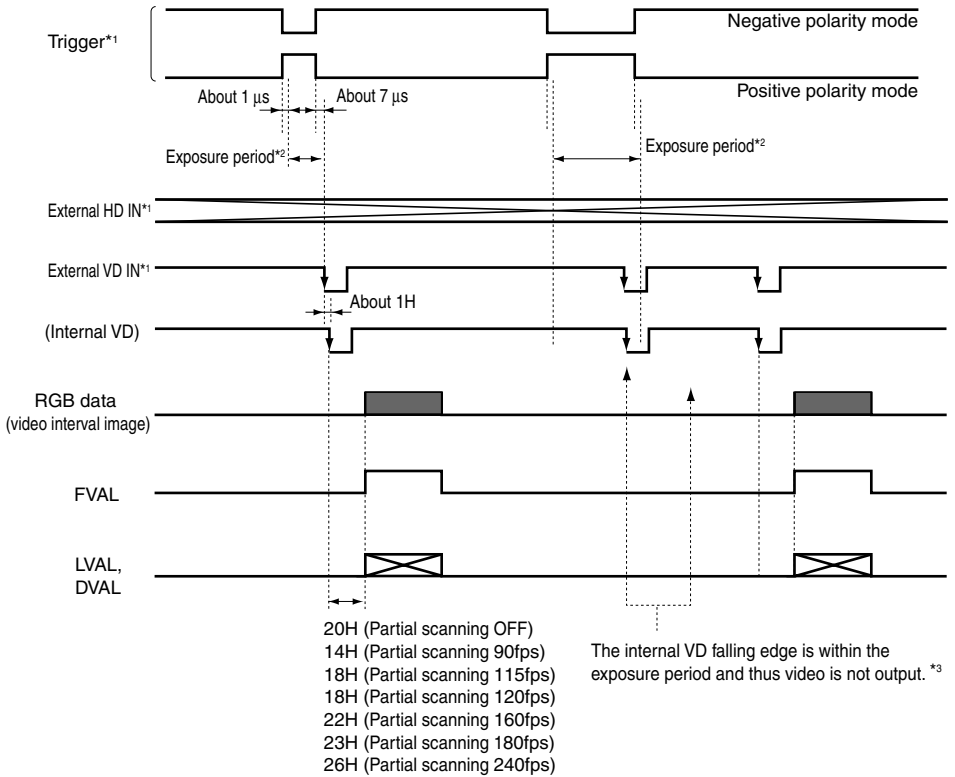 Negative polarity mode
Trigger*1
Positive polarity mode
About 1 μs
About 7 μs
Exposure period*2
Exposure period*2
External HD IN*1
External VD IN*1
About 1H
(Internal VD)
RGB data
(video interval image)
FVAL
LVAL,
DVAL
20H (Partial scanning OFF)
14H (Partial scanning 90fps)
18H (Partial scanning 115fps)
18H (Partial scanning 120fps)
22H (Partial scanning 160fps)
23H (Partial scanning 180fps)
26H (Partial scanning 240fps)
The internal VD falling edge is within the
exposure period and thus video is not output. *3